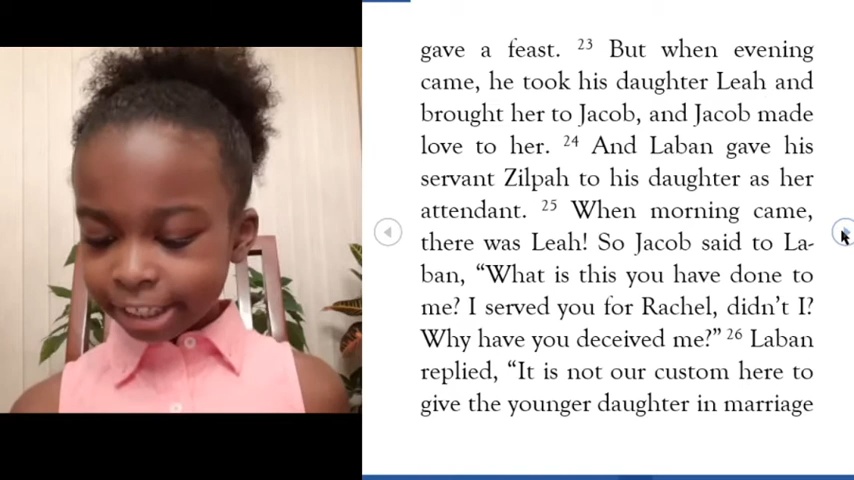 gave a feast. 23 But when evening
came, he took his daughter Leah and
brought her to Jacob, and Jacob made
love to her. 24 And Laban gave his
servant Zilpah to his daughter as her
attendant. 25 When morning came,
there was Leah! So Jacob said to La-
ban, “What is this you have done to
me? I served you for Rachel, didn’t I?
Why have you deceived me?” 26 Laban
replied, “It is not our custom here to
give the younger daughter in marriage